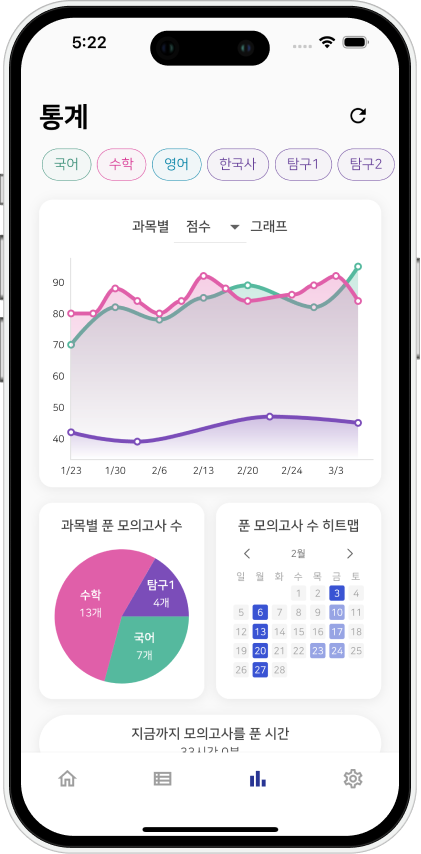 5:22
통계
국어 수학 영어 한국사 탐구1 탐구2
과목별 점수 그래프
90
80
70
60
50
40
1/23 1/30 2/6 2/13 2/20 2/24 3/3
과목별 푼 모의고사 수
수학
13개
탐구1
4개
국어
7개
푼 모의고사 수 히트맵
2월
일 월 화 수 목 금 토
1 2 3 4
5 6 7 8 9 10 11
12 13 14 15 16 17 18
19 20 21 22 23 24 25
26 27 28
지금까지 모의고사를 푼 시간
33시간 0분